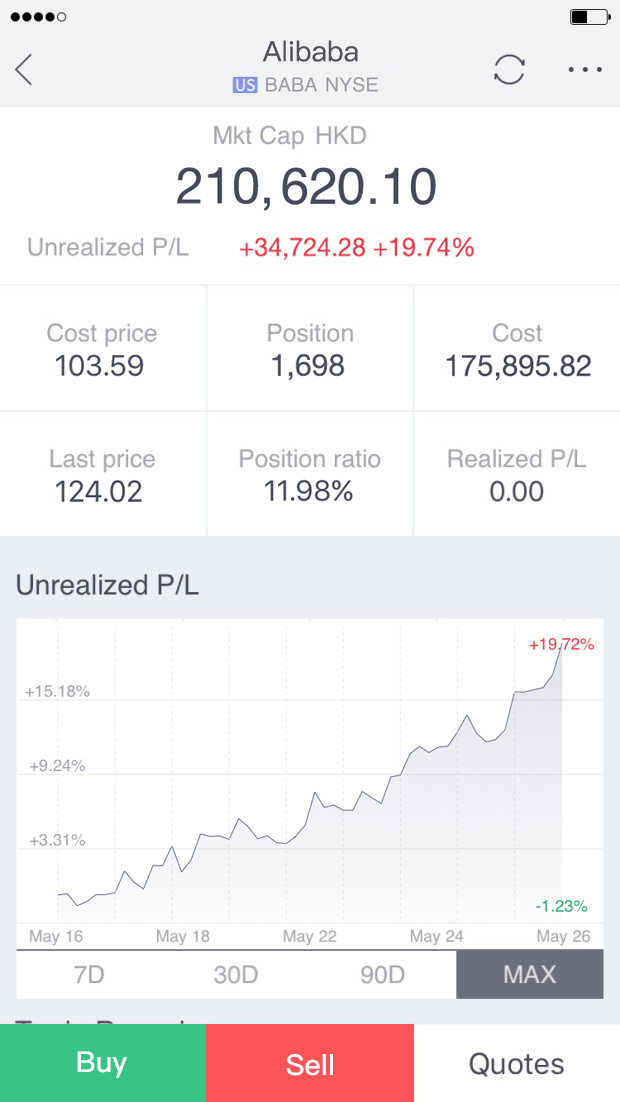 Alibaba
US BABA NYSE
Mkt Cap HKD
210,620.10
Unrealized P/L +34,724.28 +19.74%
Cost price Position Cost
103.59 1,698 175,895.82
Last price Position ratio Realized P/L
124.02 11.98% 0.00
Unrealized P/L
+19.72%
+15.18%
+9.24%
+3.31%
-1.23%
May 16 May 18 May 22 May 24 May 26
7D 30D 90D MAX
Buy Sell Quotes